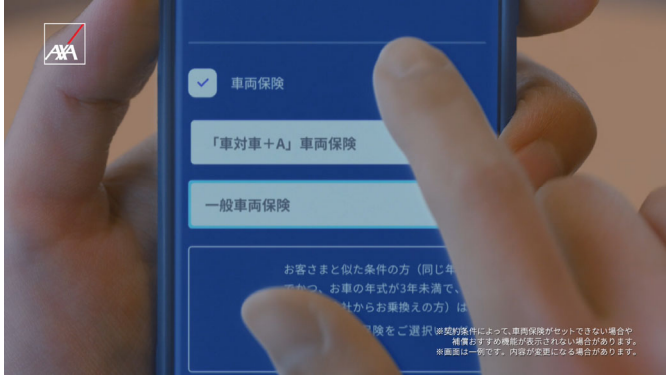 AXA
車両保険
「車対車＋A」車両保険
一般車両保険
お客さまと似た条件の方（同じ年
かつ、お車の年式が3年未満で、
社からお乗換えの方）は
険をご選択
※契約条件によって、車両保険がセットできない場合や
補償おすすめ機能が表示されない場合があります。
※画面は一例です。内容が変更になる場合があります。